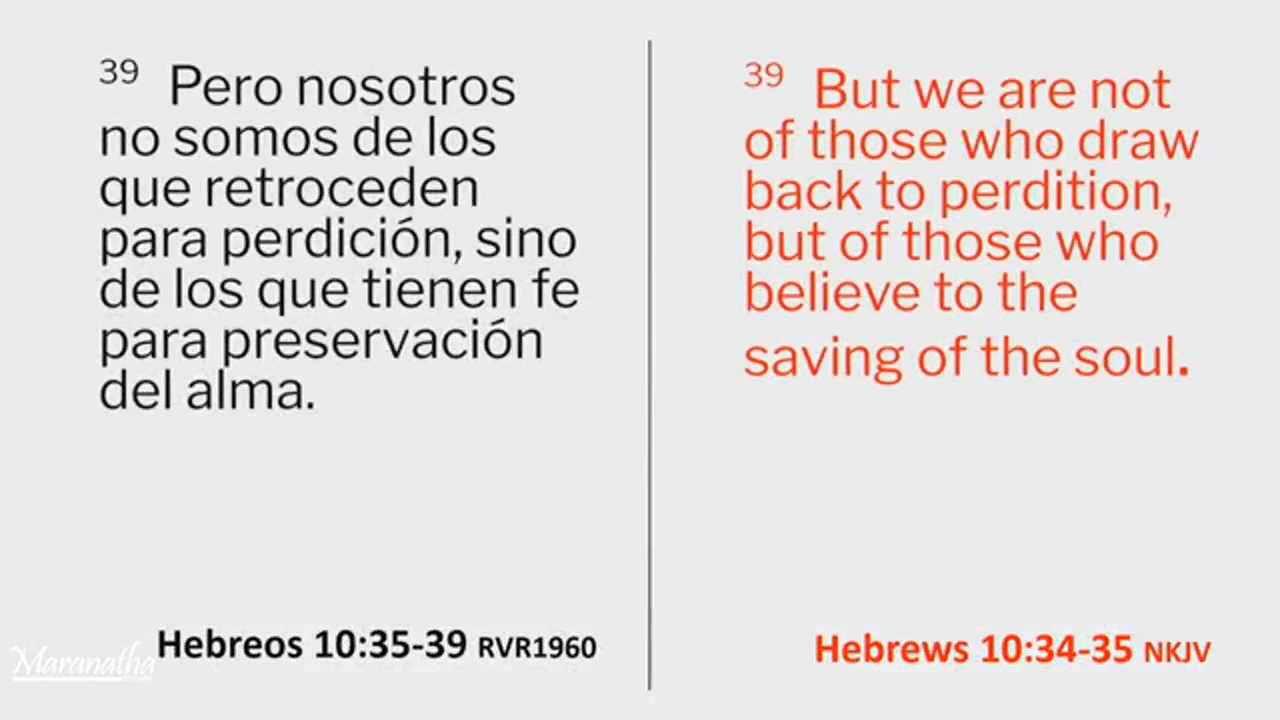 39 Pero nosotros
no somos de los
que retroceden
para perdición, sino
de los que tienen fe
para preservación
del alma.
Hebreos 10:35-39 RVR1960
39 But we are not
of those who draw
back to perdition,
but of those who
believe to the
saving of the soul.
Hebrews 10:34-35 NKJV
Maranatha